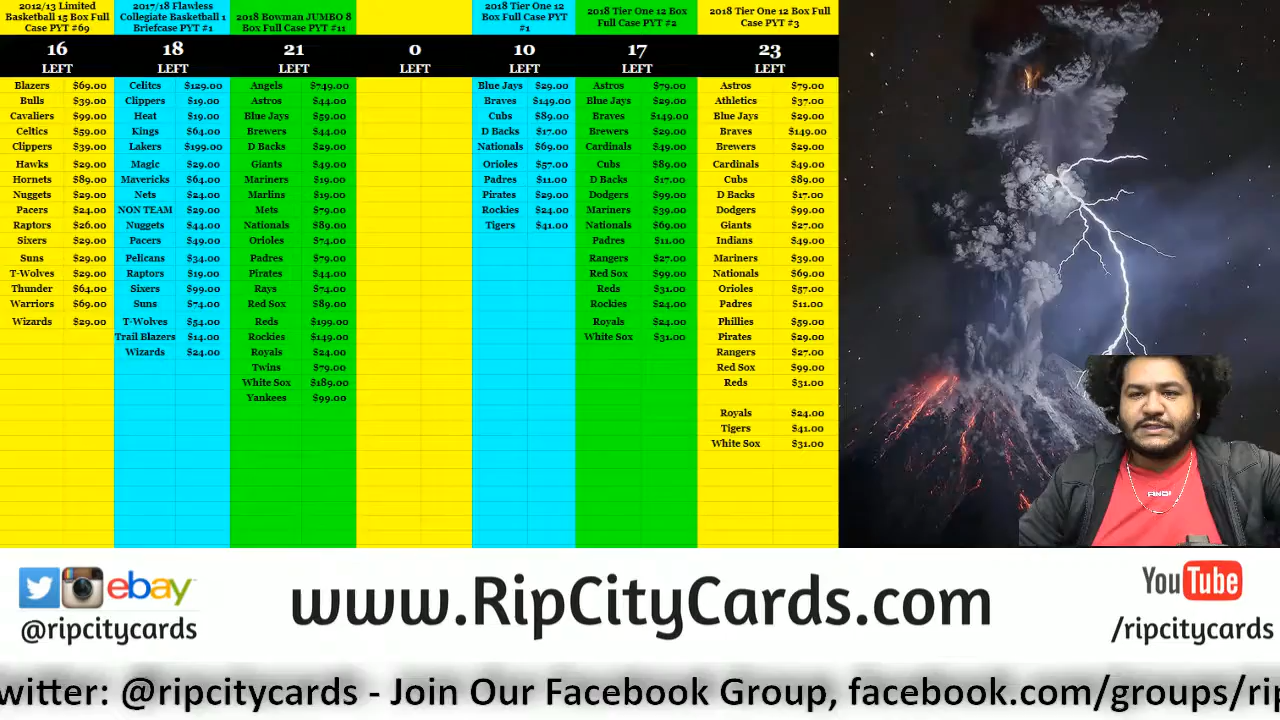 2012/13 Limited
Basketball 15 Box Full
Case PYT #69
16
LEFT
Blazers $69.00
Bulls $39.00
Cavaliers $99.00
Celtics $59.00
Clippers $39.00
Hawks $29.00
Hornets $89.00
Nuggets $29.00
Pacers $24.00
Raptors $26.00
Sixers $29.00
Suns $29.00
T-Wolves $29.00
Thunder $64.00
Warriors $69.00
Wizards $29.00
2017/18 Flawless
Collegiate Basketball 1
Briefcase PYT #1
18
LEFT
Celitcs $129.00
Clippers $19.00
Heat $19.00
Kings $64.00
Lakers $199.00
Magic $29.00
Mavericks $64.00
Nets $24.00
NON TEAM $29.00
Nuggets $44.00
Pacers $49.00
Pelicans $34.00
Raptors $19.00
Sixers $99.00
Suns $74.00
T-Wolves $54.00
Trail Blazers $14.00
Wizards $24.00
2018 Bowman JUMBO 8
Box Full Case PYT #11
21
LEFT
Angels $749.00
Astros $44.00
Blue Jays $59.00
Brewers $44.00
D Backs $29.00
Giants $49.00
Mariners $19.00
Marlins $19.00
Mets $79.00
Nationals $89.00
Orioles $74.00
Padres $79.00
Pirates $44.00
Rays $74.00
Red Sox $89.00
Reds $199.00
Rockies $149.00
Royals $24.00
Twins $79.00
White Sox $189.00
Yankees $99.00
0
LEFT
2018 Tier One 12
Box Full Case PYT
#1
10
LEFT
Blue Jays $29.00
Braves $149.00
Cubs $89.00
D Backs $17.00
Nationals $69.00
Orioles $57.00
Padres $11.00
Pirates $29.00
Rockies $24.00
Tigers $41.00
2018 Tier One 12 Box
Full Case PYT #2
17
LEFT
Astros $79.00
Blue Jays $29.00
Braves $149.00
Brewers $29.00
Cardinals $49.00
Cubs $89.00
D Backs $17.00
Dodgers $99.00
Mariners $39.00
Nationals $69.00
Padres $11.00
Rangers $27.00
Red Sox $99.00
Reds $31.00
Rockies $24.00
Royals $24.00
White Sox $31.00
2018 Tier One 12 Box Full
Case PYT #3
23
LEFT
Astros $79.00
Athletics $37.00
Blue Jays $29.00
Braves $149.00
Brewers $29.00
Cardinals $49.00
Cubs $89.00
D Backs $17.00
Dodgers $99.00
Giants $27.00
Indians $49.00
Mariners $39.00
Nationals $69.00
Orioles $57.00
Padres $11.00
Phillies $59.00
Pirates $29.00
Rangers $27.00
Red Sox $99.00
Reds $31.00
Royals $24.00
Tigers $41.00
White Sox $31.00
AND1
ebay
@ripcitycards
www.RipCityCards.com
YouTube
/ripcitycards
witter: @ripcitycards - Join Our Facebook Group, facebook.com/groups/rip